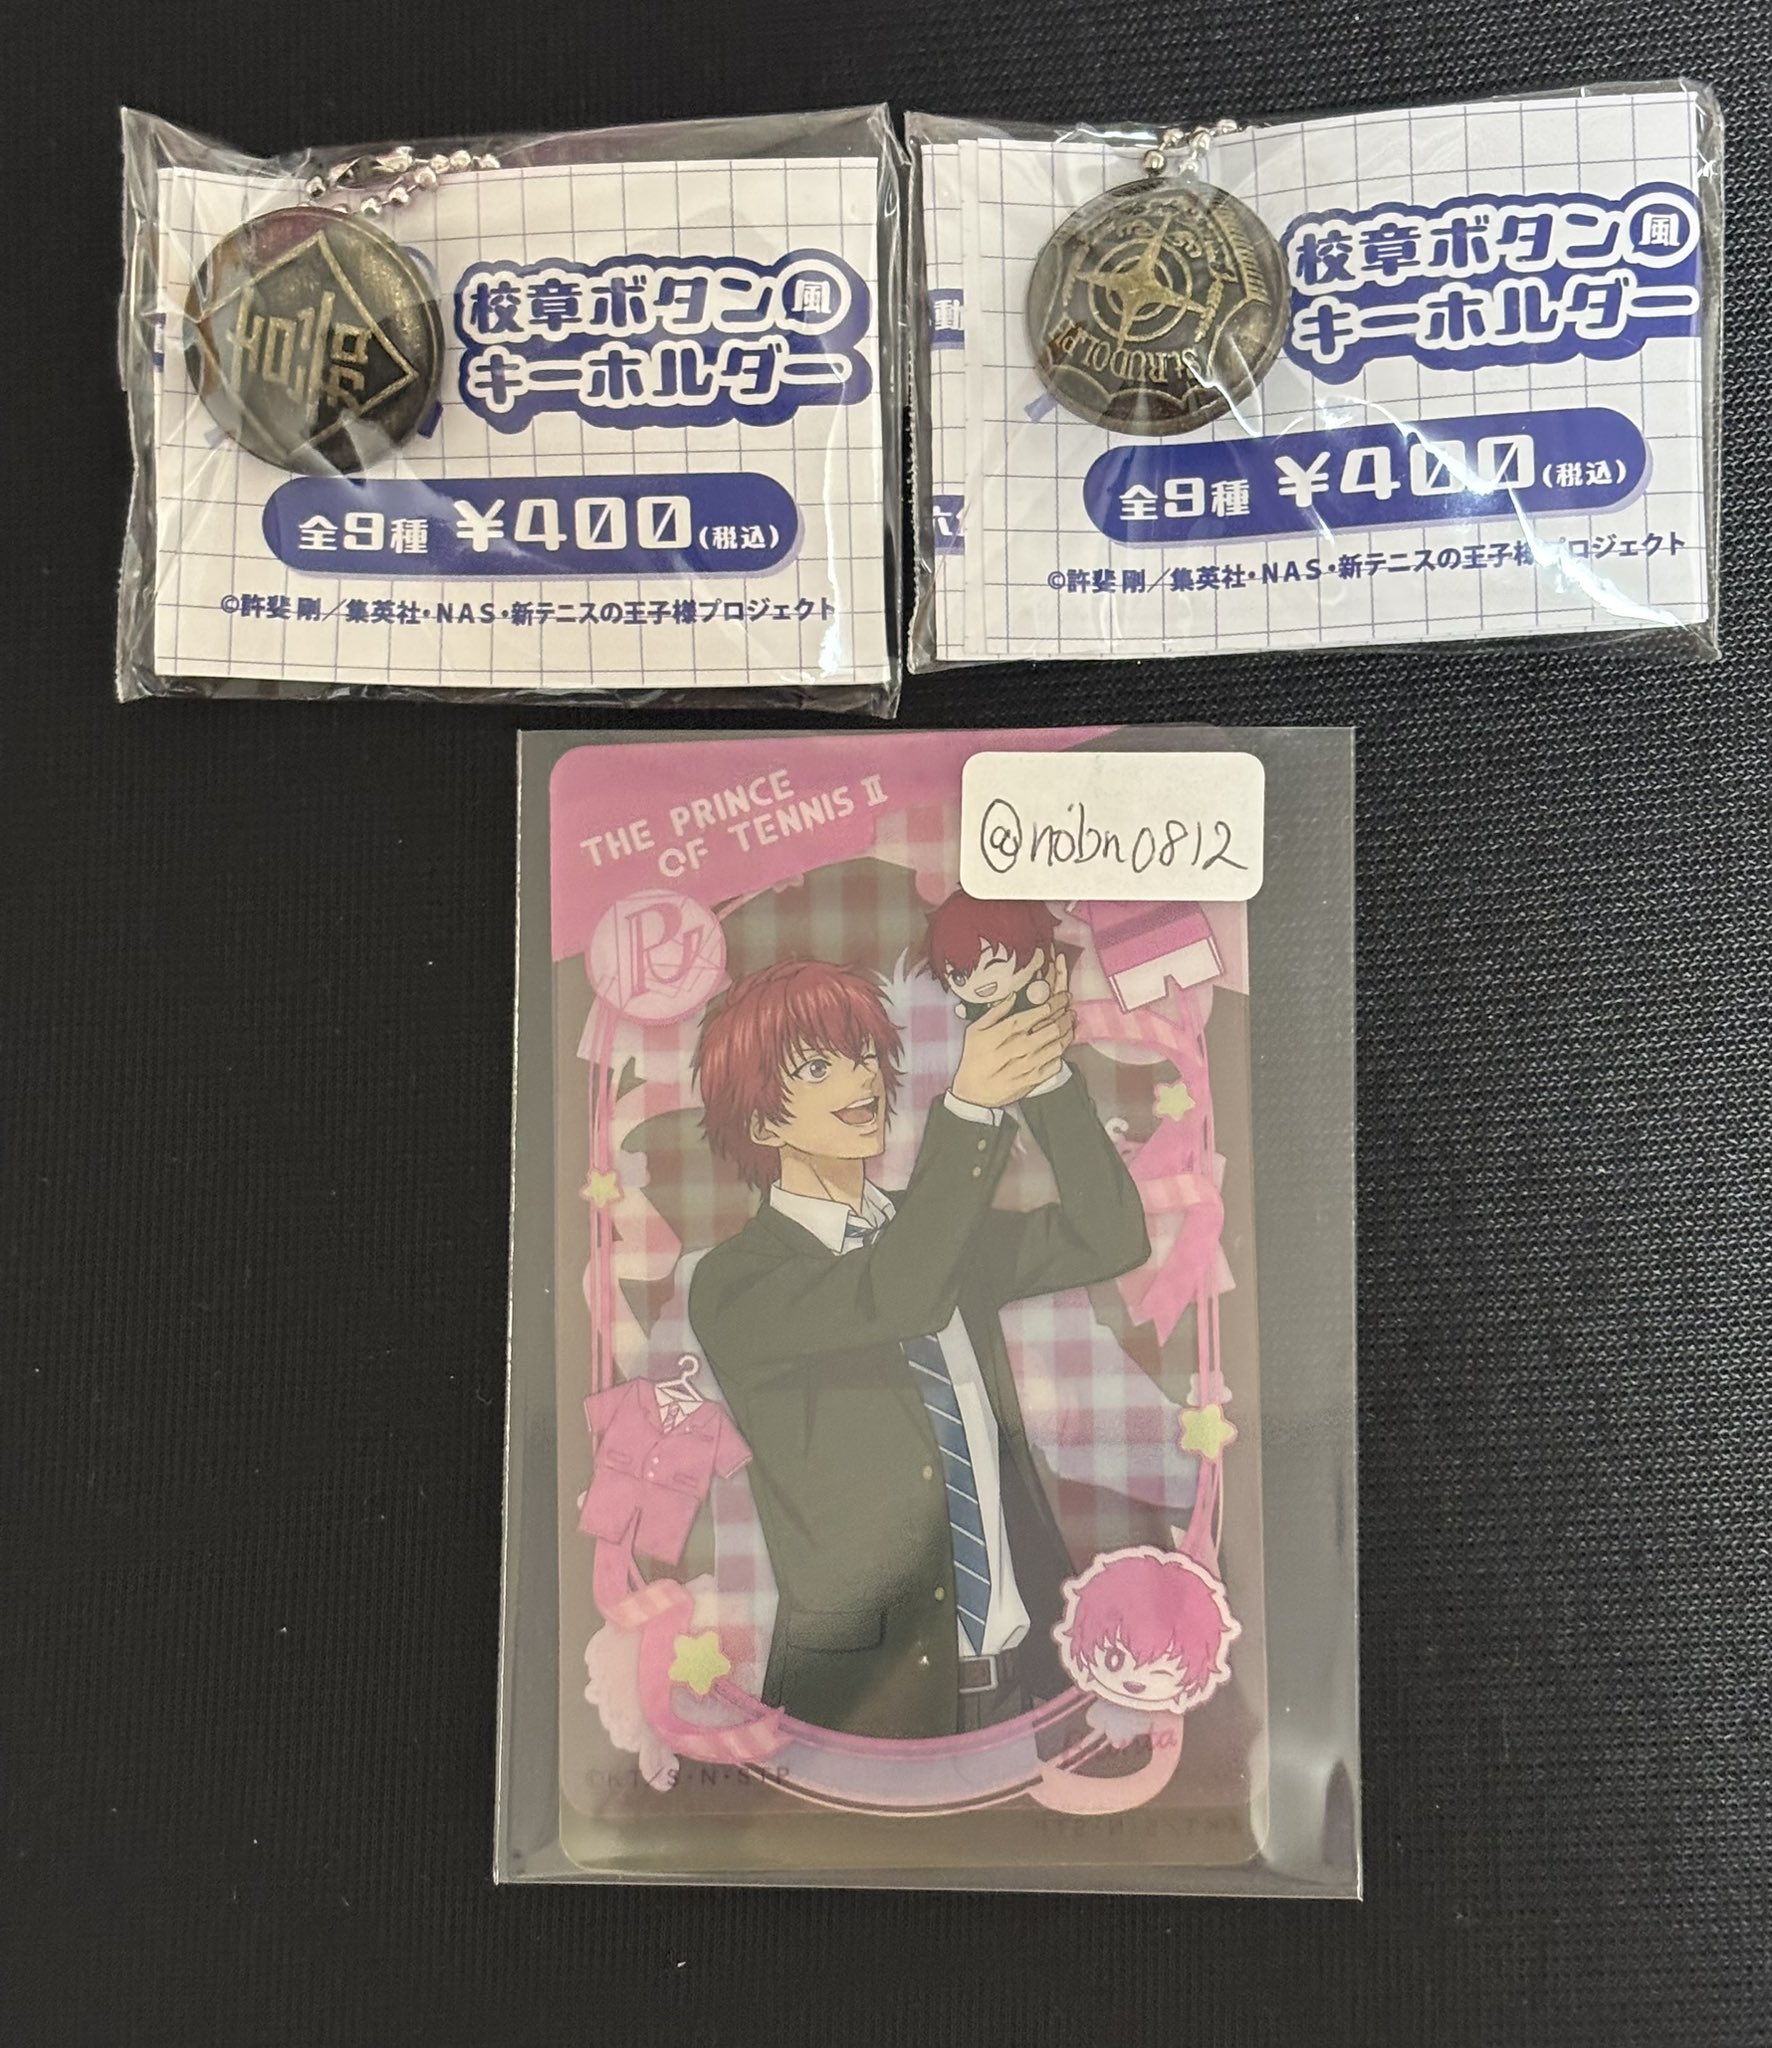 校章ボタン風
キーホルダー
全9種 ¥400(税込)
©許斐 剛／集英社・NAS・新テニスの王子様プロジェクト
校章ボタン風
キーホルダー
全9種 ¥400(税込)
©許斐 剛／集英社・NAS・新テニスの王子様プロジェクト
St.RUDOLPH
THE PRINCE
OF TENNIS II
@nobn0812
©KT／S・N・STP